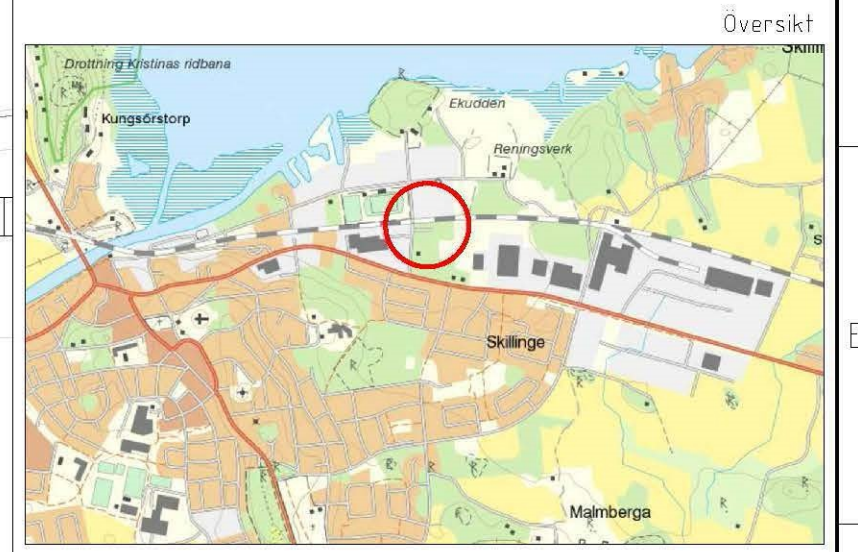 Översikt
Drottning Kristinas ridbana
Kungsörstorp
Ekudden
Reningsverk
Skillinge
Malmberga
R
R
R
R
R
R
R
R
R
R
S
E